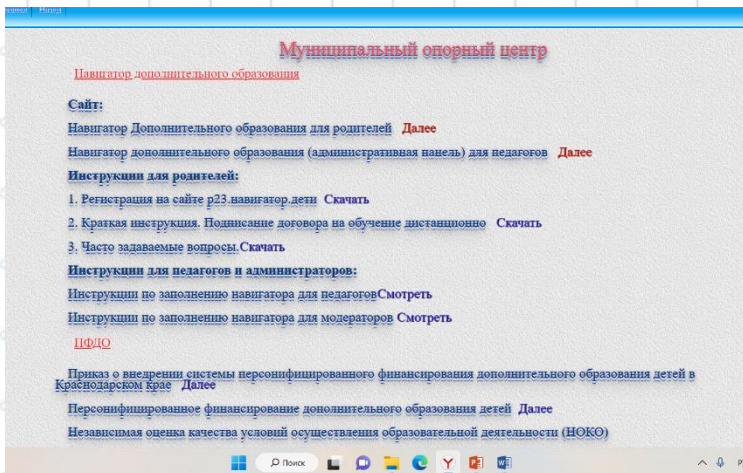 Назад
Муниципальный опорный центр
Навигатор дополнительного образования
Сайт:
Навигатор Дополнительного образования для родителей Далее
Навигатор дополнительного образования (административная панель) для педагогов Далее
Инструкции для родителей:
1. Регистрация на сайте р23.навигатор.дети Скачать
2. Краткая инструкция. Подписание договора на обучение дистанционно Скачать
3. Часто задаваемые вопросы.Скачать
Инструкции для педагогов и администраторов:
Инструкции по заполнению навигатора для педагоговСмотреть
Инструкции по заполнению навигатора для модераторов Смотреть
ПФДО
Приказ о внедрении системы персонифицированного финансирования дополнительного образования детей в
Краснодарском крае Далее
Персонифицированное финансирование дополнительного образования детей Далее
Независимая оценка качества условий осуществления образовательной деятельности (НОКО)
Поиск